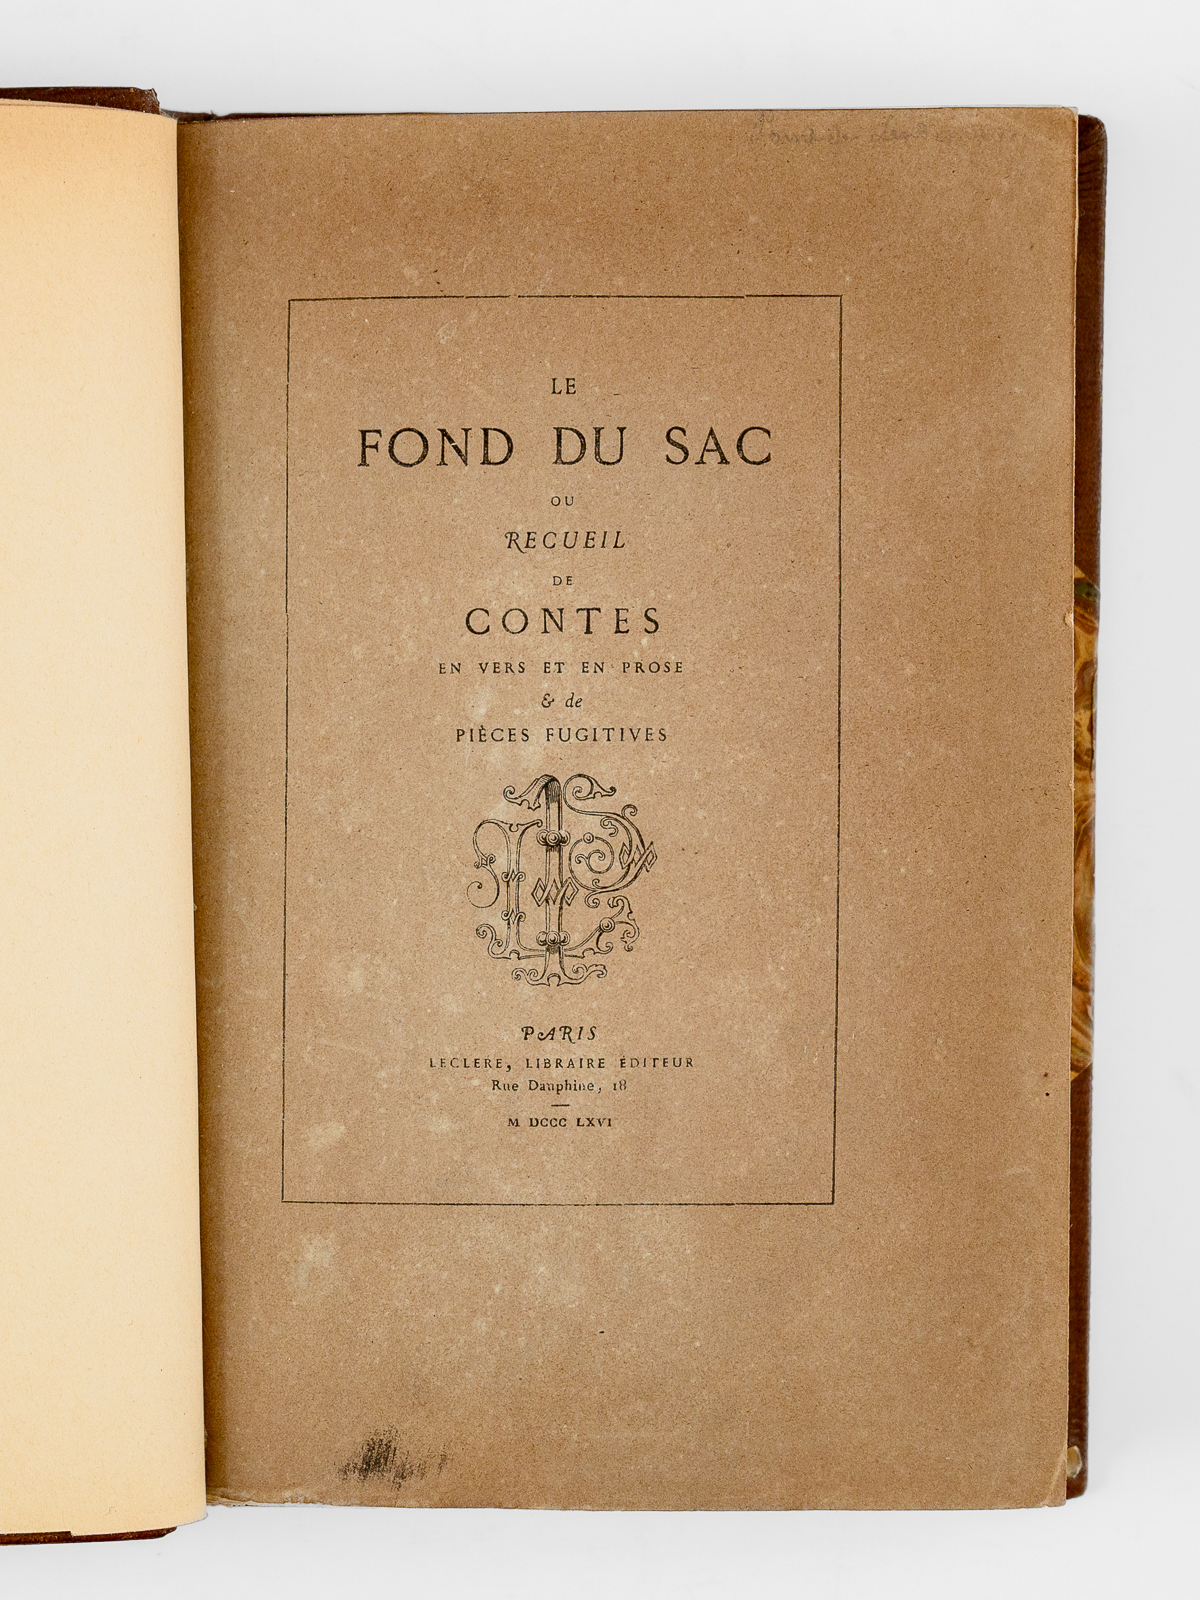 LE
FOND DU SAC
OU
RECUEIL
DE
CONTES
EN VERS ET EN PROSE
& de
PIÈCES FUGITIVES
PARIS
LECLERE, LIBRAIRE ÉDITEUR
Rue Dauphine, 18
M DCCC LXVI